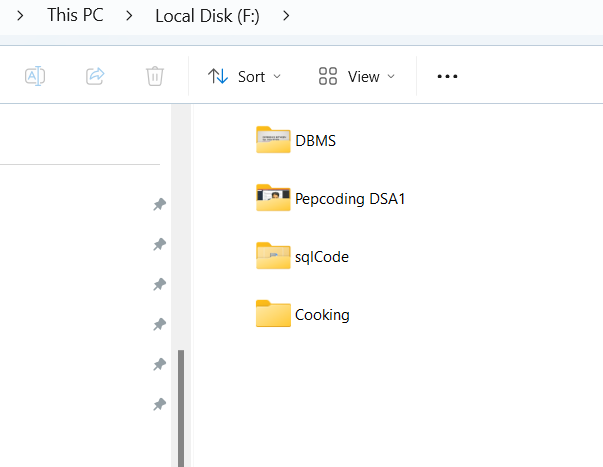 This PC Local Disk (F:)
Sort View
DBMS
Pepcoding DSA1
sqlCode
Cooking